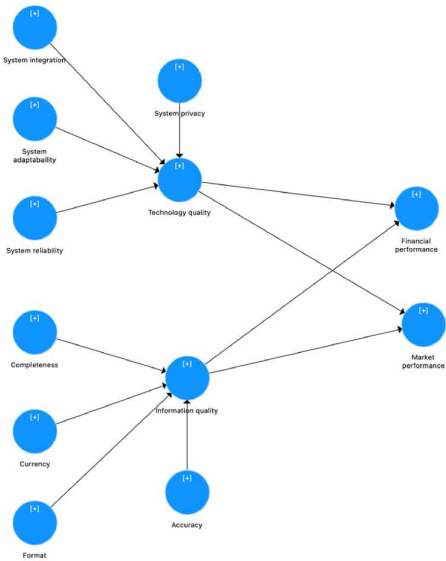 [+]
System integration
[+]
System privacy
[+]
System
adaptabaility
[+]
Technology quality
[+]
System reliability
[+]
Financial
performance
[+]
Market
performance
[+]
Completeness
[+]
Information quality
[+]
Currency
[+]
Accuracy
[+]
Format